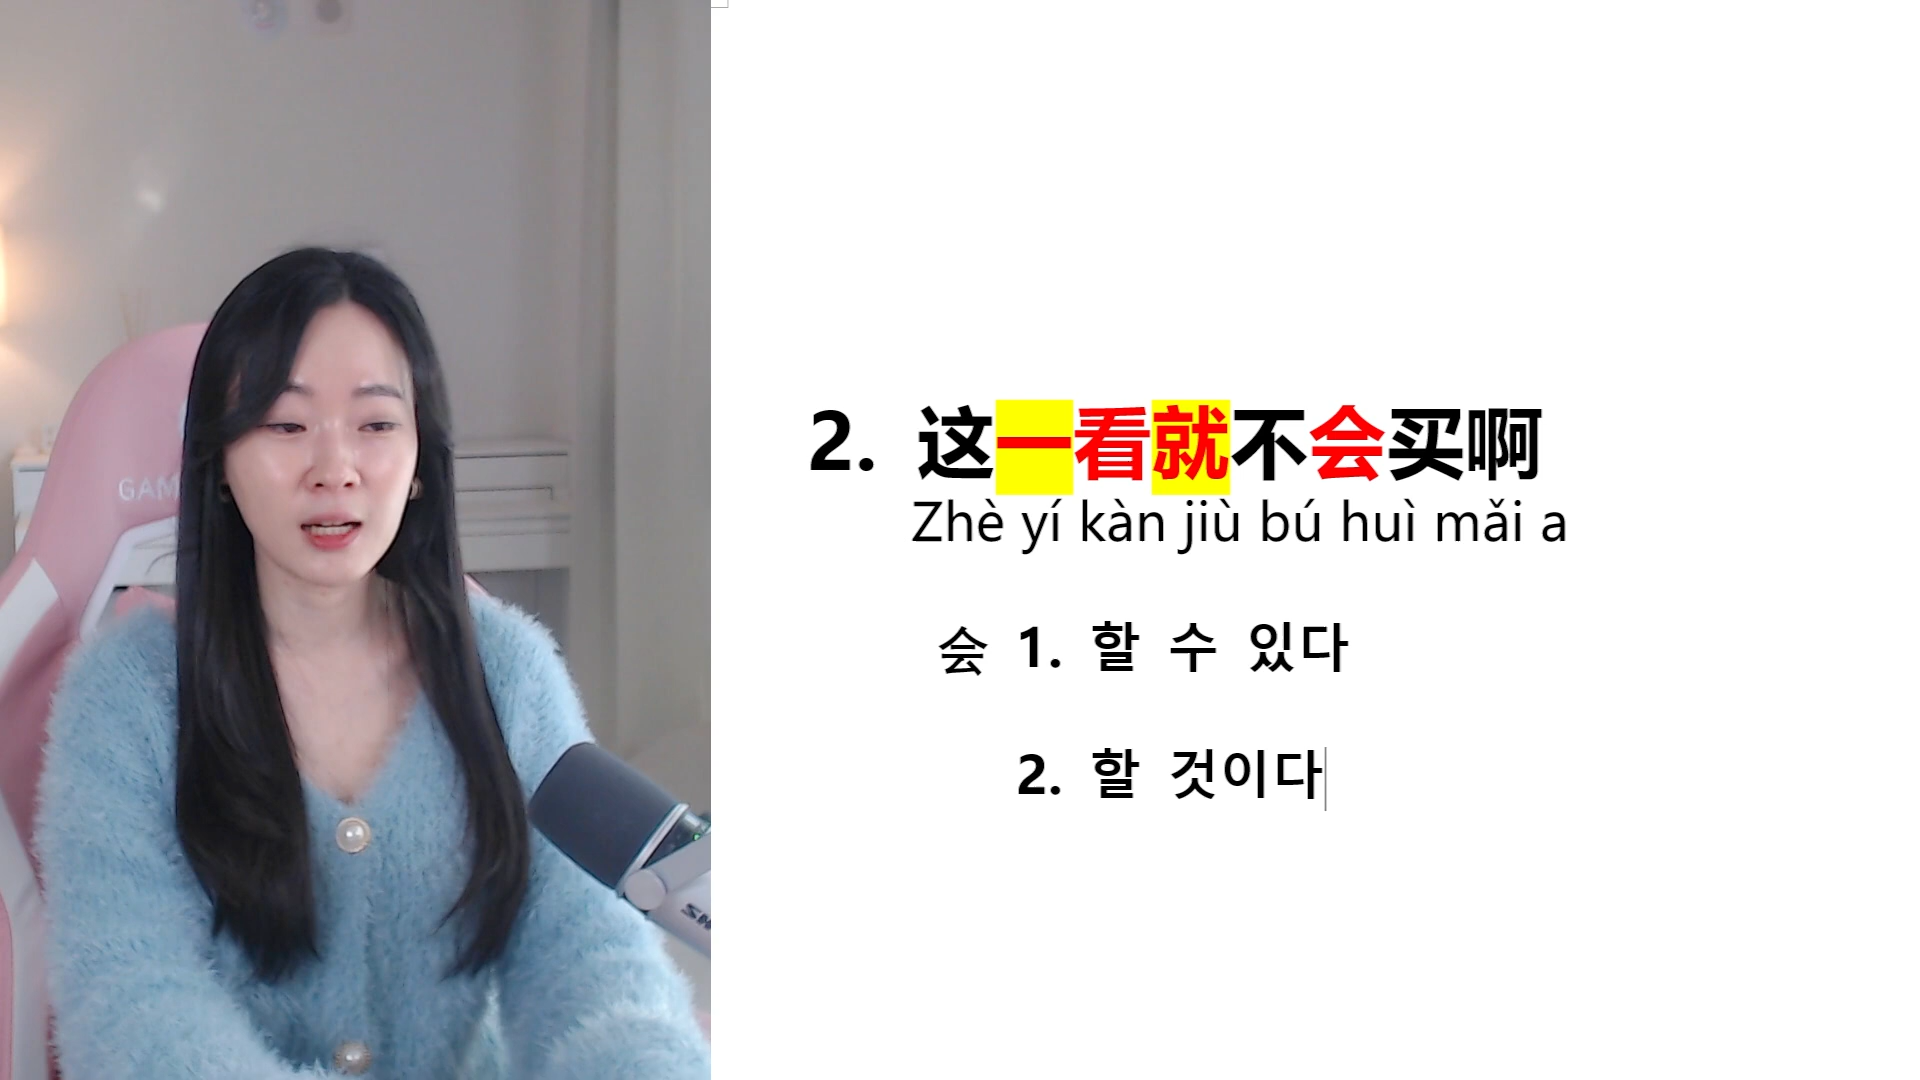 GAM
2. 这一看就不会买啊
Zhè yí kàn jiù bú huì mǎi a
会 1. 할 수 있다
2. 할 것이다